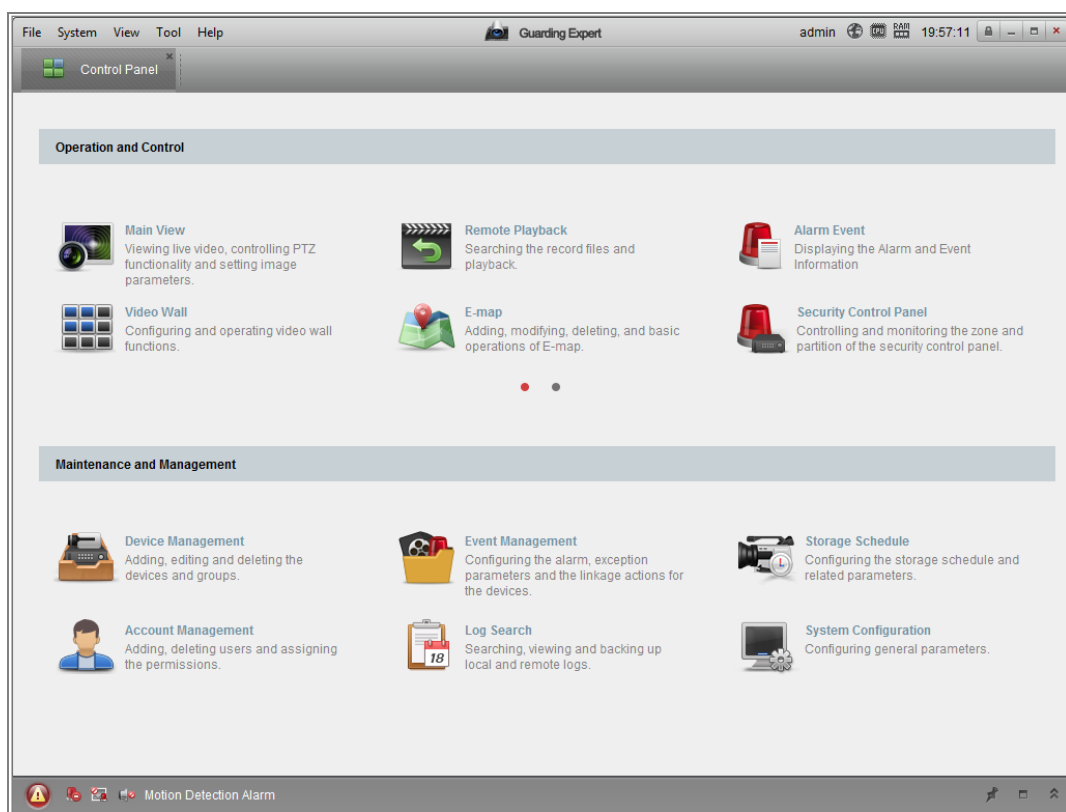 File System View Tool Help Guarding Expert admin CPU RAM 19:57:11
Control Panel
Operation and Control
Main View
Viewing live video, controlling PTZ
functionality and setting image
parameters.
Remote Playback
Searching the record files and
playback.
Alarm Event
Displaying the Alarm and Event
Information
Video Wall
Configuring and operating video wall
functions.
E-map
Adding, modifying, deleting, and basic
operations of E-map.
Security Control Panel
Controlling and monitoring the zone and
partition of the security control panel.
Maintenance and Management
Device Management
Adding, editing and deleting the
devices and groups.
Event Management
Configuring the alarm, exception
parameters and the linkage actions for
the devices.
Storage Schedule
Configuring the storage schedule and
related parameters.
Account Management
Adding, deleting users and assigning
the permissions.
18
Log Search
Searching, viewing and backing up
local and remote logs.
System Configuration
Configuring general parameters.
Motion Detection Alarm